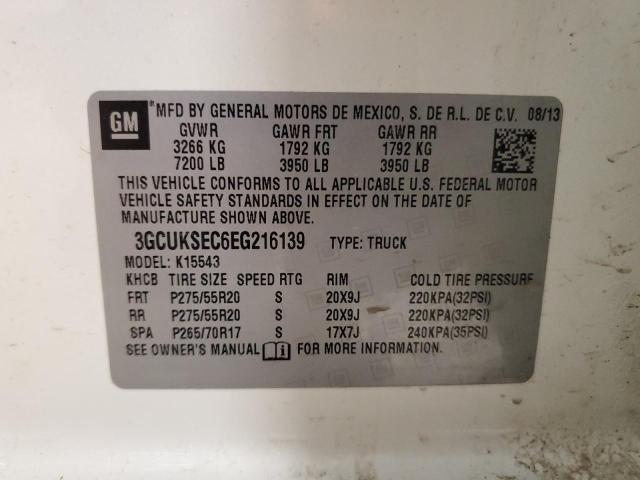 GM *MFD BY GENERAL MOTORS DE MEXICO, S. DE R.L. DE C.V. 08/13
GVWR GAWR FRT GAWR RR
3266 KG 1792 KG 1792 KG
7200 LB 3950 LB 3950 LB
THIS VEHICLE CONFORMS TO ALL APPLICABLE U.S. FEDERAL MOTOR
VEHICLE SAFETY STANDARDS IN EFFECT ON THE DATE OF
MANUFACTURE SHOWN ABOVE.
3GCUKSEC6EG216139 TYPE: TRUCK
MODEL: K15543
KHCB TIRE SIZE SPEED RTG RIM COLD TIRE PRESSURE
FRT P275/55R20 S 20X9J 220KPA(32PSI)
RR P275/55R20 S 20X9J 220KPA(32PSI)
SPA P265/70R17 S 17X7J 240KPA(35PSI)
SEE OWNER'S MANUAL i FOR MORE INFORMATION.